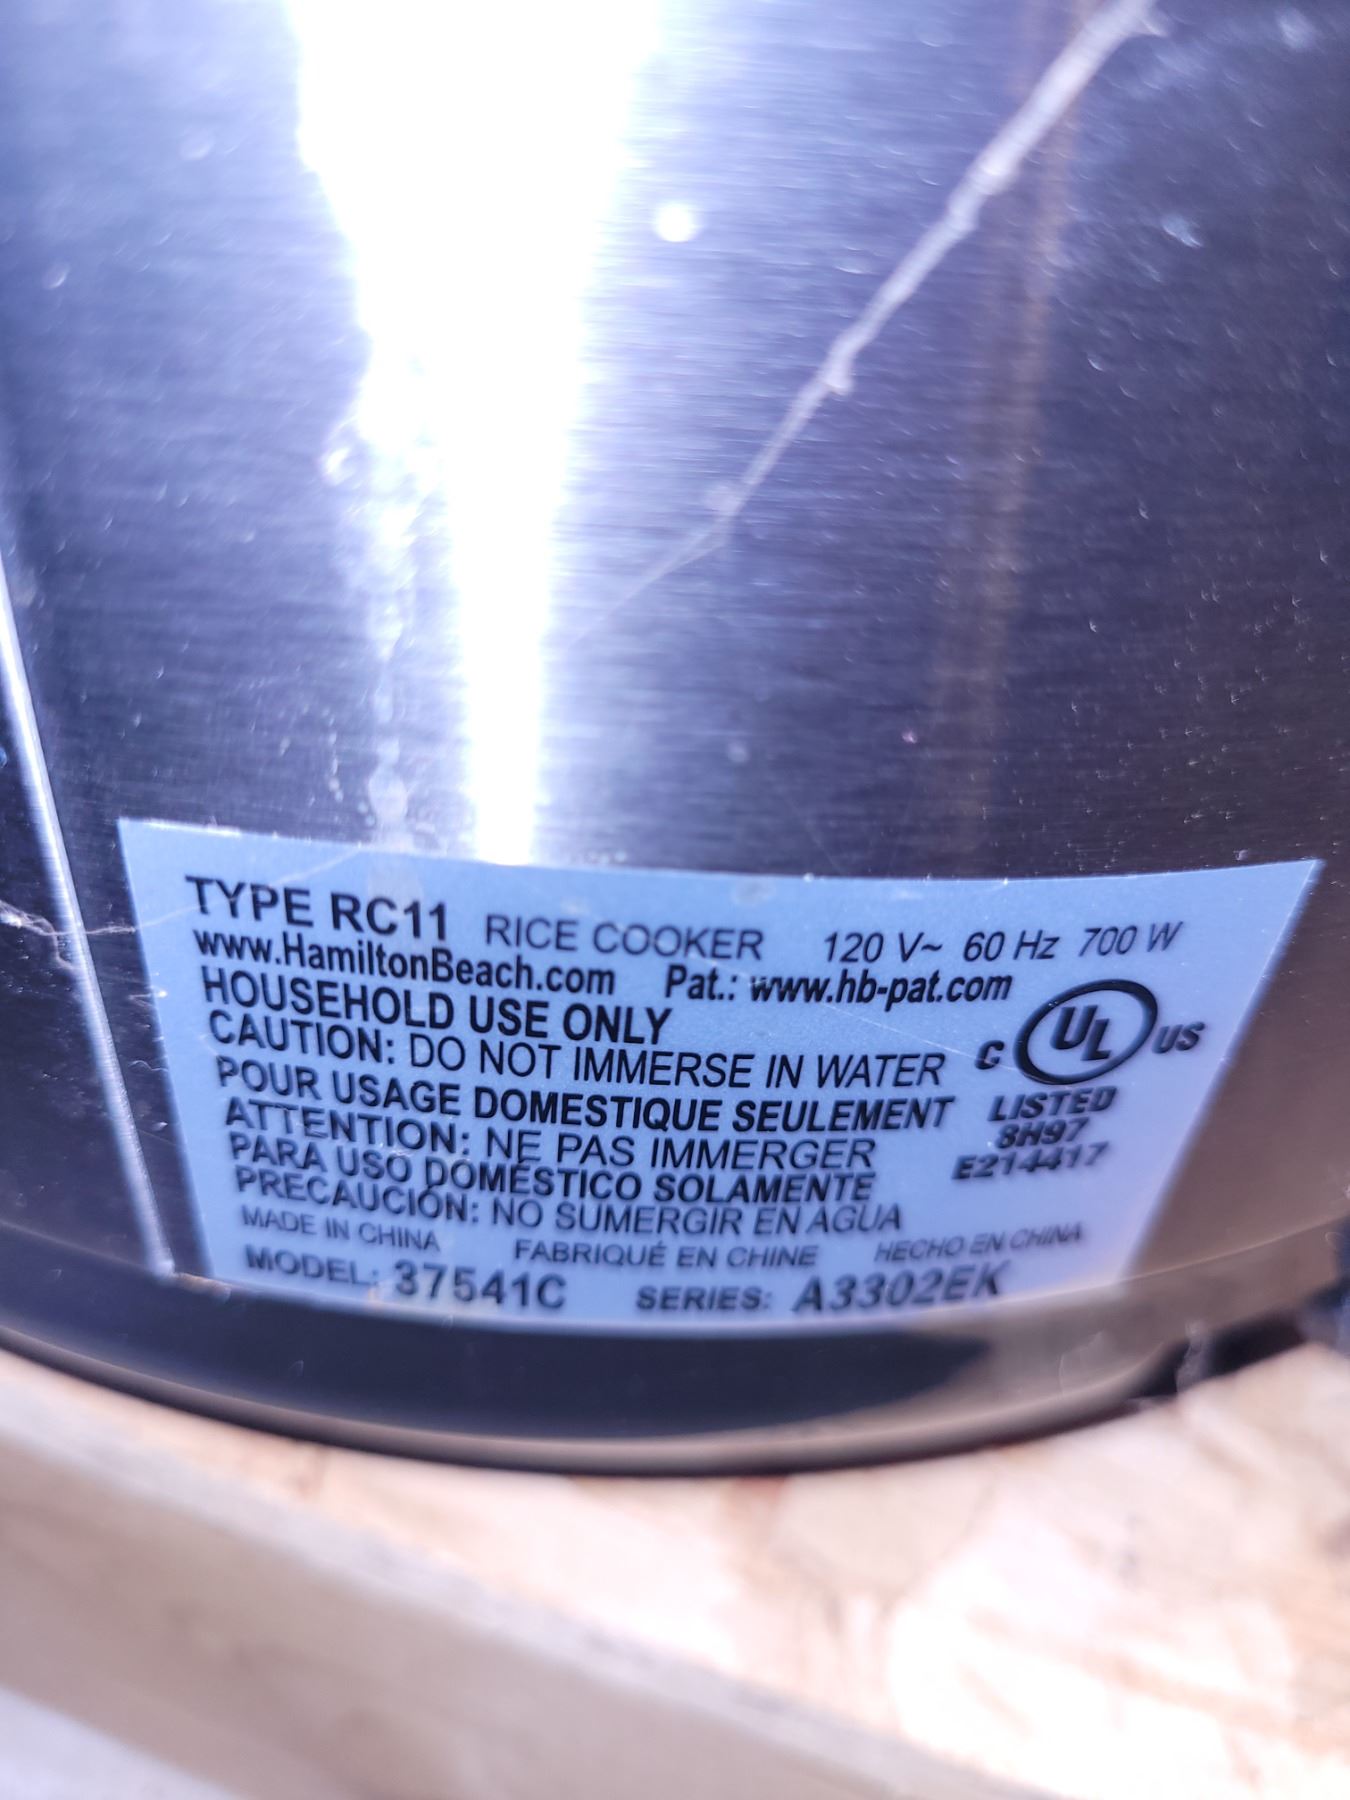 TYPE RC11 RICE COOKER 120 V~ 60 Hz 700 W
www.HamiltonBeach.com Pat.: www.hb-pat.com
HOUSEHOLD USE ONLY
CAUTION: DO NOT IMMERSE IN WATER
C UL US
POUR USAGE DOMESTIQUE SEULEMENT
LISTED
ATTENTION: NE PAS IMMERGER
8H97
PARA USO DOMÉSTICO SOLAMENTE
E214417
PRECAUCIÓN: NO SUMERGIR EN AGUA
MADE IN CHINA FABRIQUÉ EN CHINE HECHO EN CHINA
MODEL: 37541C SERIES: A3302EK